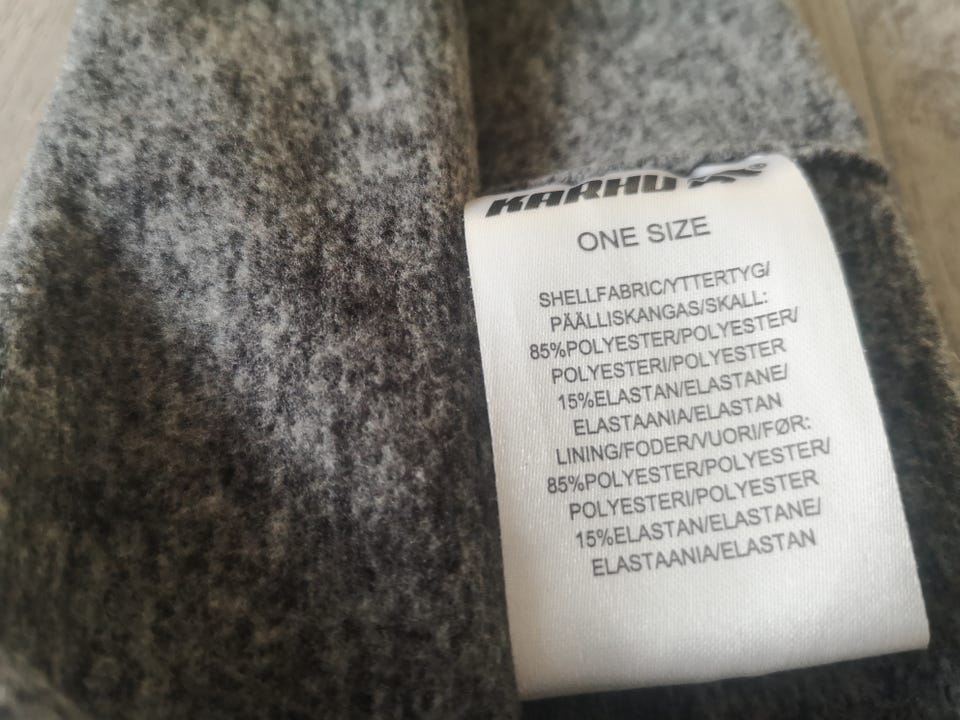 KARHU
ONE SIZE
SHELLFABRIC/YTTERTYG/
PÄÄLLISKANGAS/SKALL:
85%POLYESTER/POLYESTER/
POLYESTERI/POLYESTER
15%ELASTAN/ELASTANE/
ELASTAANIA/ELASTAN
LINING/FODER/VUORI/FØR:
85%POLYESTER/POLYESTER/
POLYESTERI/POLYESTER
15%ELASTAN/ELASTANE/
ELASTAANIA/ELASTAN